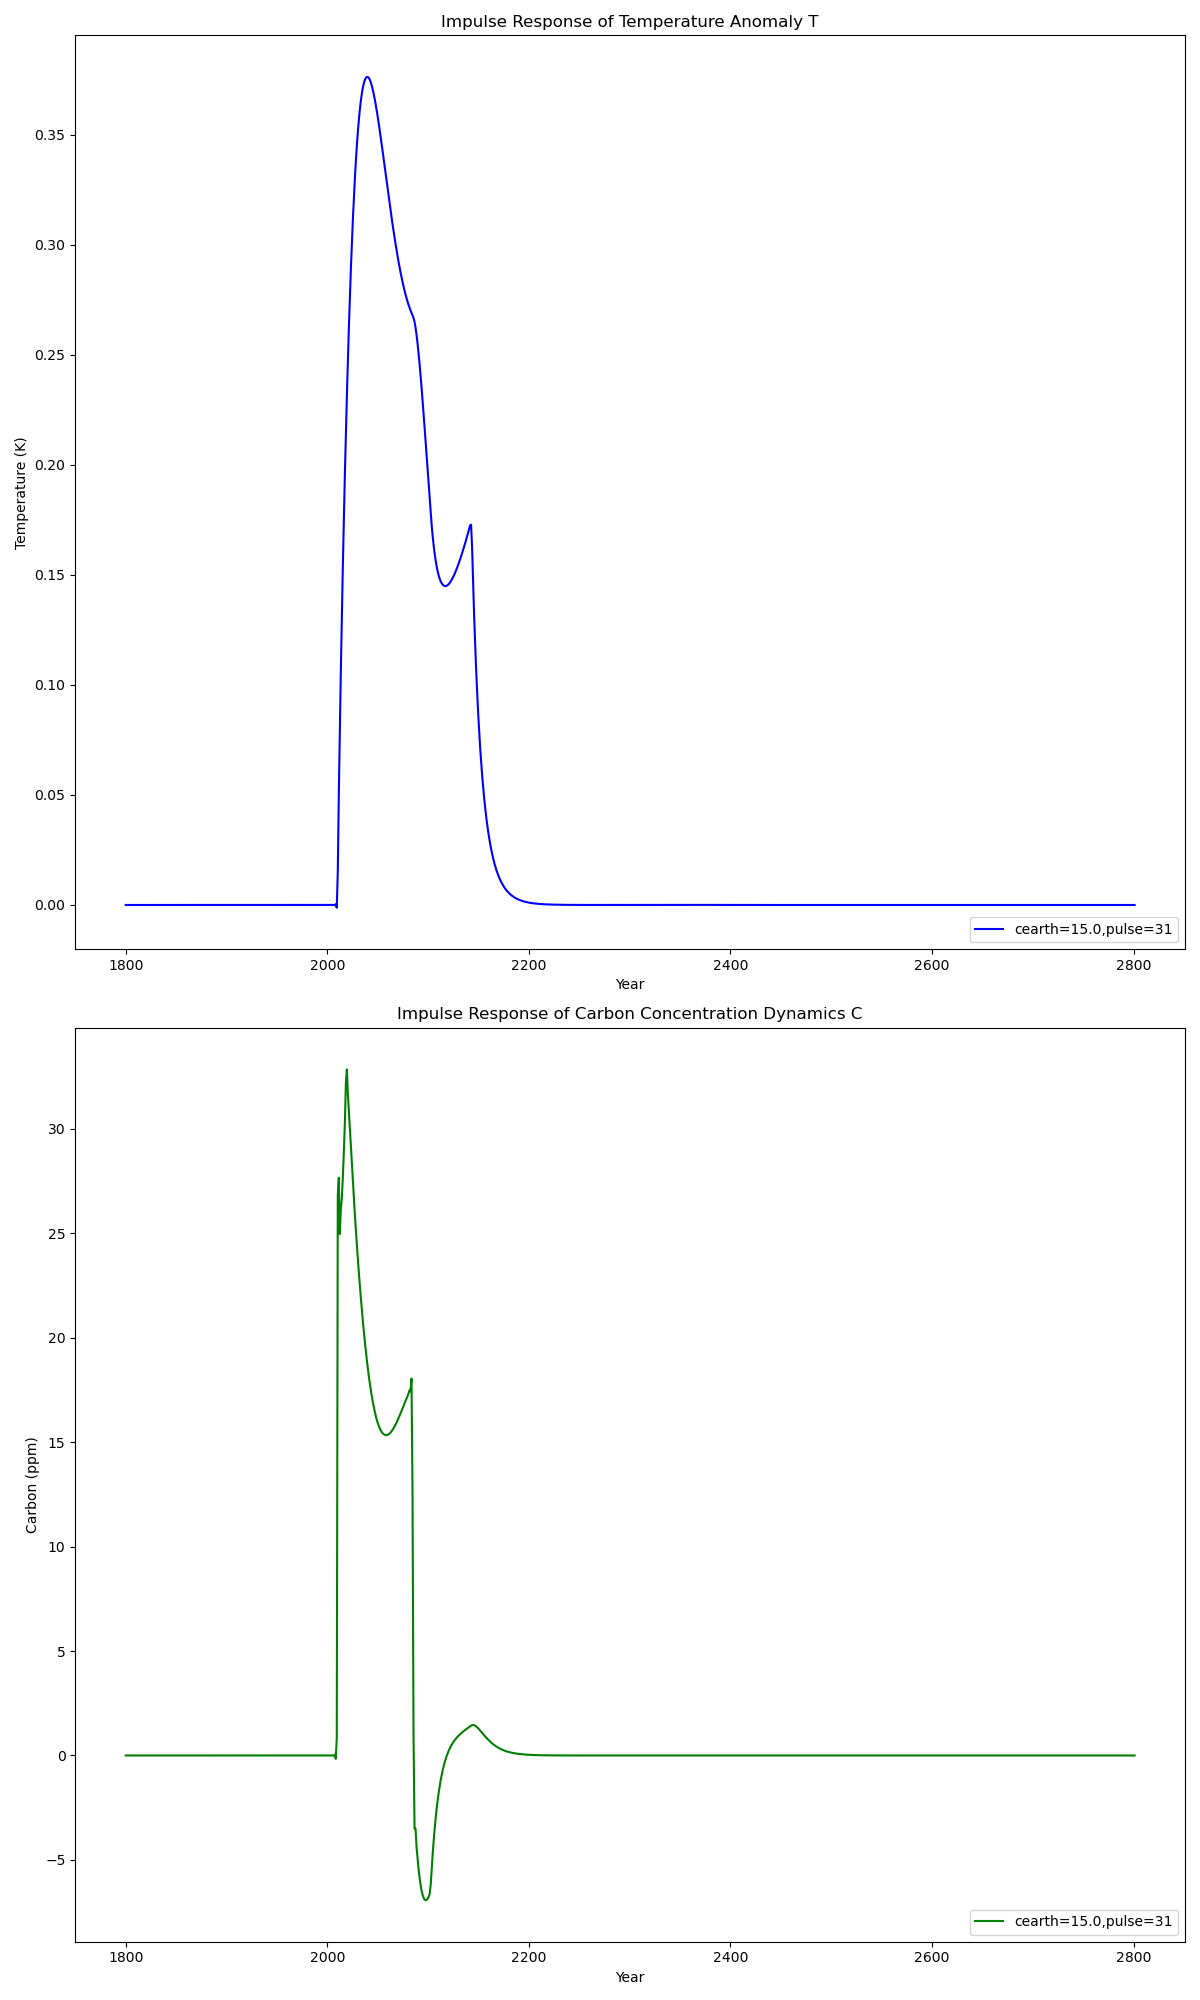 Impulse Response of Temperature Anomaly T
0.35
0.30
0.25
0.20
0.15
0.10
0.05
0.00
Temperature (K)
cearth=15.0,pulse=31
1800 2000 2200 2400 2600 2800
Year
Impulse Response of Carbon Concentration Dynamics C
30
25
20
15
10
5
0
−5
Carbon (ppm)
cearth=15.0,pulse=31
1800 2000 2200 2400 2600 2800
Year